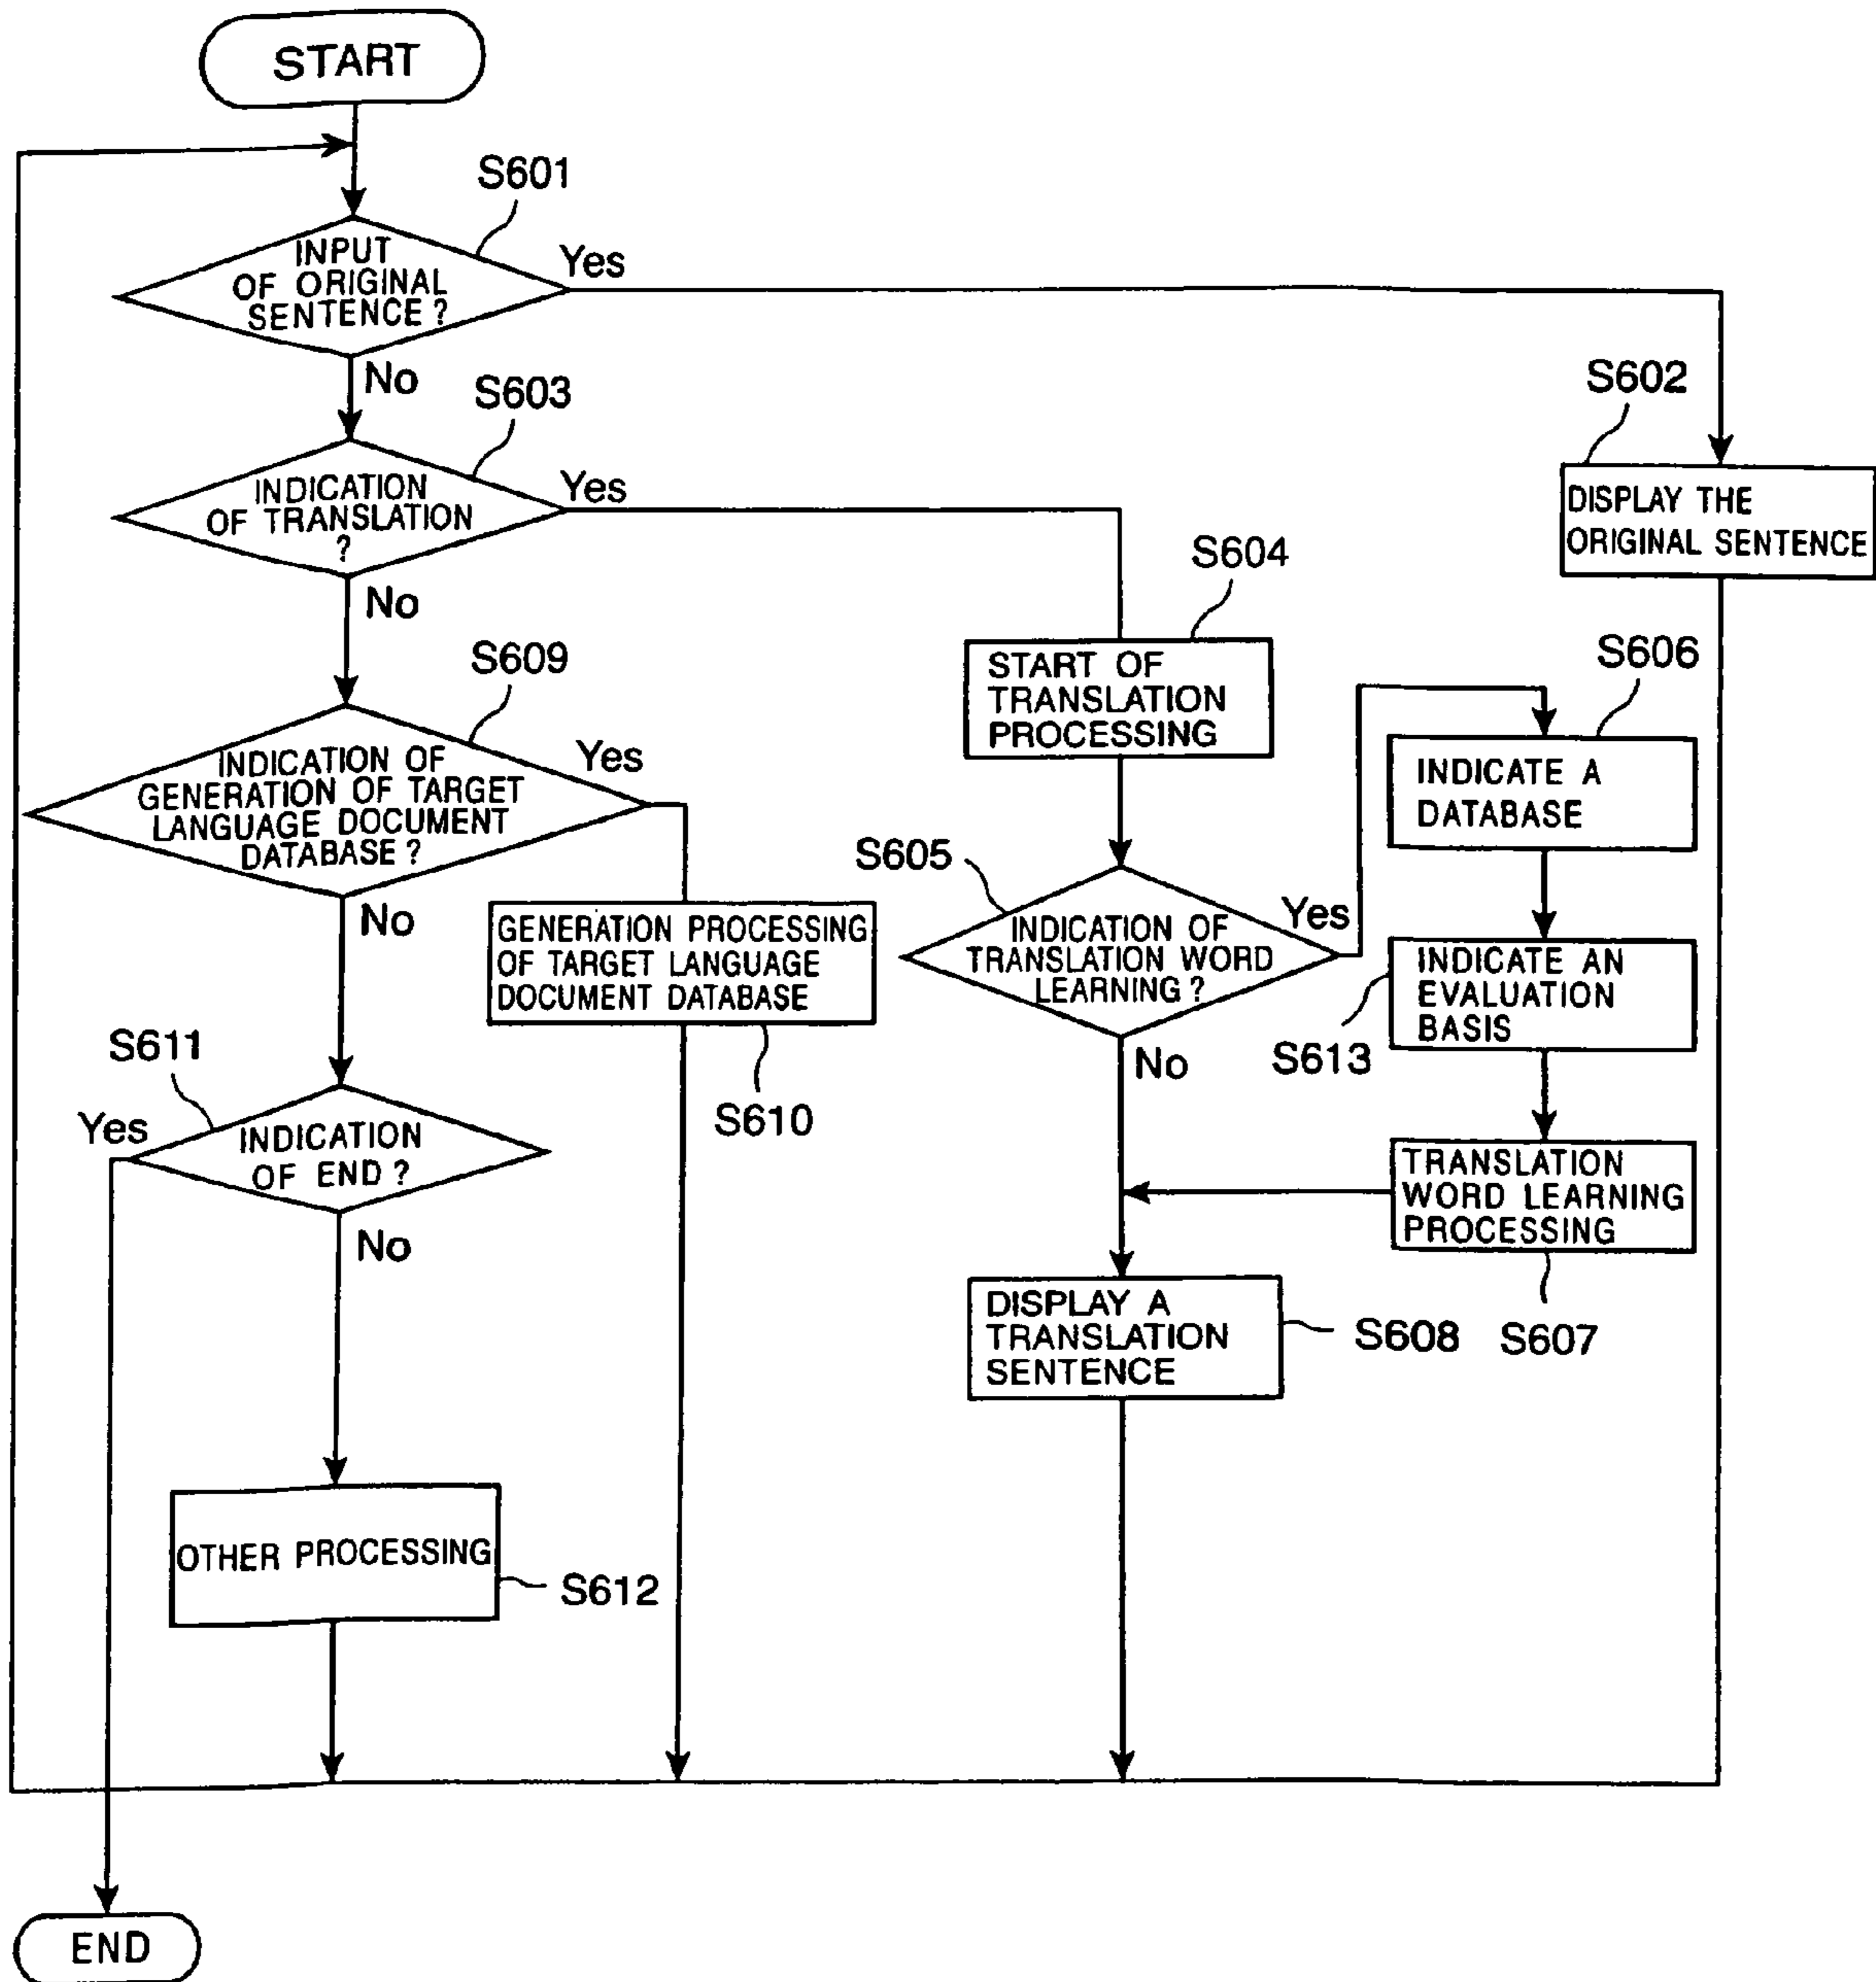 START
S601
INPUT
OF ORIGINAL
SENTENCE ?
Yes
No
S602
DISPLAY THE
ORIGINAL SENTENCE
S603
INDICATION
OF TRANSLATION
?
Yes
No
S604
START OF
TRANSLATION
PROCESSING
S606
INDICATE A
DATABASE
S609
INDICATION OF
GENERATION OF TARGET
LANGUAGE DOCUMENT
DATABASE ?
Yes
No
S605
INDICATION OF
TRANSLATION WORD
LEARNING ?
Yes
No
GENERATION PROCESSING
OF TARGET LANGUAGE
DOCUMENT DATABASE
S610
INDICATE AN
EVALUATION
BASIS
S613
S611
Yes
INDICATION
OF END ?
No
TRANSLATION
WORD LEARNING
PROCESSING
S607
DISPLAY A
TRANSLATION
SENTENCE
S608
OTHER PROCESSING
S612
END